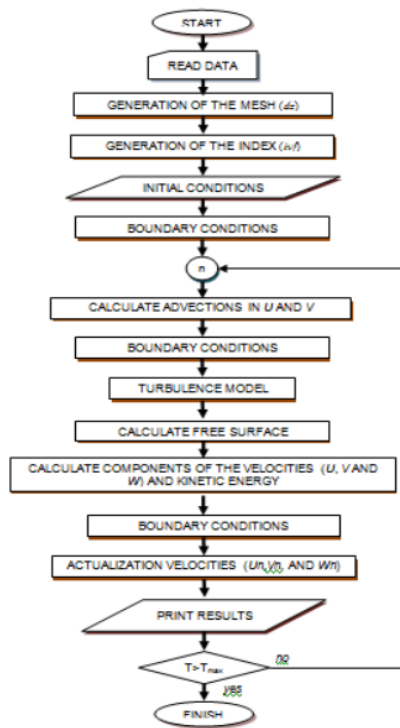 START
READ DATA
GENERATION OF THE MESH (dz)
GENERATION OF THE INDEX (ivf)
INITIAL CONDITIONS
BOUNDARY CONDITIONS
n
CALCULATE ADVECTIONS IN U AND V
BOUNDARY CONDITIONS
TURBULENCE MODEL
CALCULATE FREE SURFACE
CALCULATE COMPONENTS OF THE VELOCITIES (U, V AND
W) AND KINETIC ENERGY
BOUNDARY CONDITIONS
ACTUALIZATION VELOCITIES (Un,Vn, AND Wn)
PRINT RESULTS
T>Tmax
no
yes
FINISH